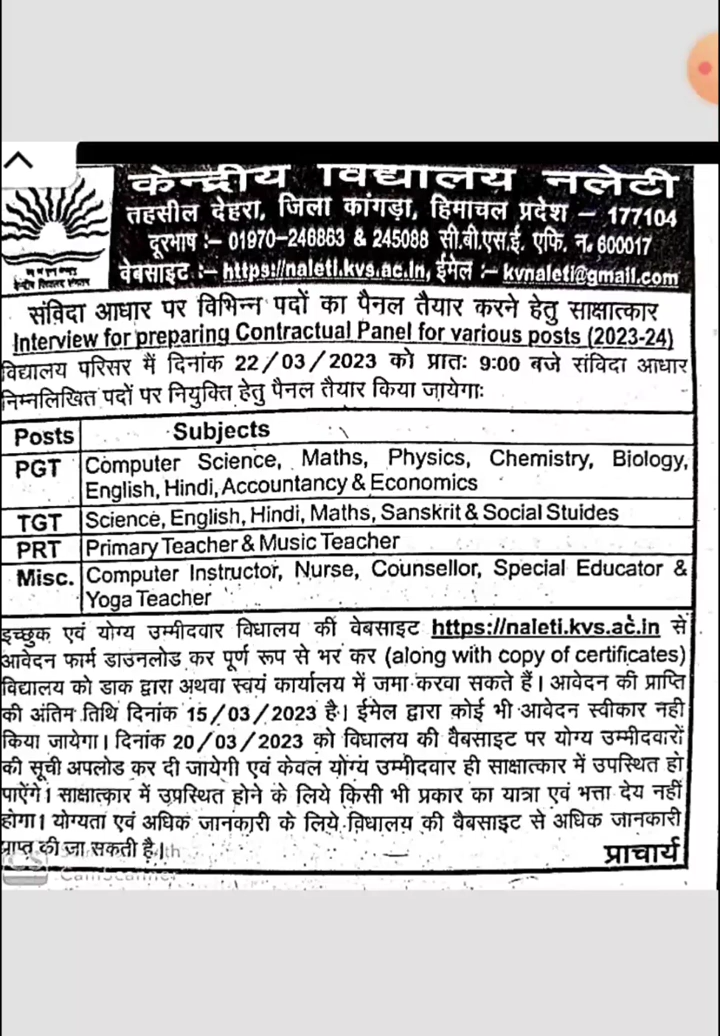 केन्द्रीय विद्यालय नलेटी
तहसील देहरा, जिला कांगड़ा, हिमाचल प्रदेश – 177104
दूरभाष :– 01970–246863 & 245088 सी.बी.एस.ई. एफि. न. 600017
वेबसाइट :– https://naleti.kvs.ac.in, ईमेल :– kvnaleti@gmail.com
केन्द्रीय विद्यालय संगठन
संविदा आधार पर विभिन्न पदों का पैनल तैयार करने हेतु साक्षात्कार
Interview for preparing Contractual Panel for various posts (2023-24)
विद्यालय परिसर में दिनांक 22/03/2023 को प्रातः 9:00 बजे संविदा आधार
निम्नलिखित पदों पर नियुक्ति हेतु पैनल तैयार किया जायेगाः
Posts Subjects
PGT Computer Science, Maths, Physics, Chemistry, Biology,
English, Hindi, Accountancy & Economics
TGT Science, English, Hindi, Maths, Sanskrit & Social Stuides
PRT Primary Teacher & Music Teacher
Misc. Computer Instructor, Nurse, Counsellor, Special Educator &
Yoga Teacher
इच्छुक एवं योग्य उम्मीदवार विधालय की वेबसाइट https://naleti.kvs.ac.in से
आवेदन फार्म डाउनलोड कर पूर्ण रूप से भर कर (along with copy of certificates)
विद्यालय को डाक द्वारा अथवा स्वयं कार्यालय में जमा करवा सकते हैं। आवेदन की प्राप्ति
की अंतिम तिथि दिनांक 15/03/2023 है। ईमेल द्वारा कोई भी आवेदन स्वीकार नही
किया जायेगा। दिनांक 20/03/2023 को विधालय की वैबसाइट पर योग्य उम्मीदवारों
की सूची अपलोड कर दी जायेगी एवं केवल योग्य उम्मीदवार ही साक्षात्कार में उपस्थित हो
पाऐंगे। साक्षात्कार में उपस्थित होने के लिये किसी भी प्रकार का यात्रा एवं भत्ता देय नहीं
होगा। योग्यता एवं अधिक जानकारी के लिये विधालय की वैबसाइट से अधिक जानकारी
प्राप्त की जा सकती है।
प्राचार्य
CS
CamScanner